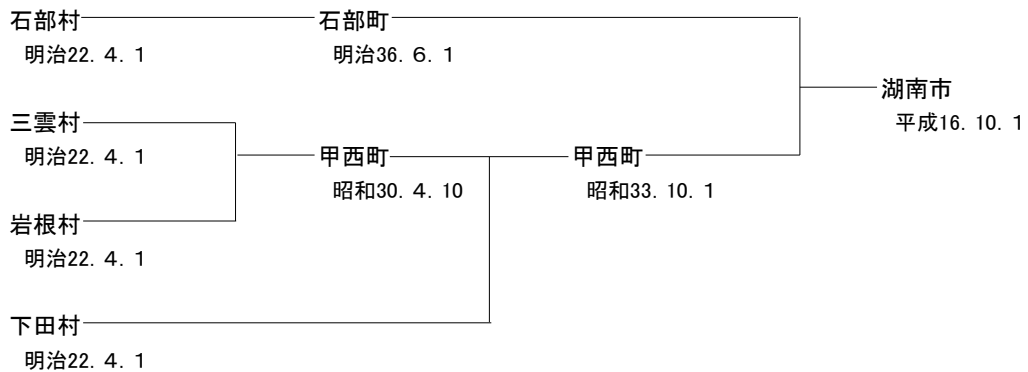 石部村
明治22. 4. 1
石部町
明治36. 6. 1
湖南市
平成16. 10. 1
三雲村
明治22. 4. 1
甲西町
昭和30. 4. 10
甲西町
昭和33. 10. 1
岩根村
明治22. 4. 1
下田村
明治22. 4. 1